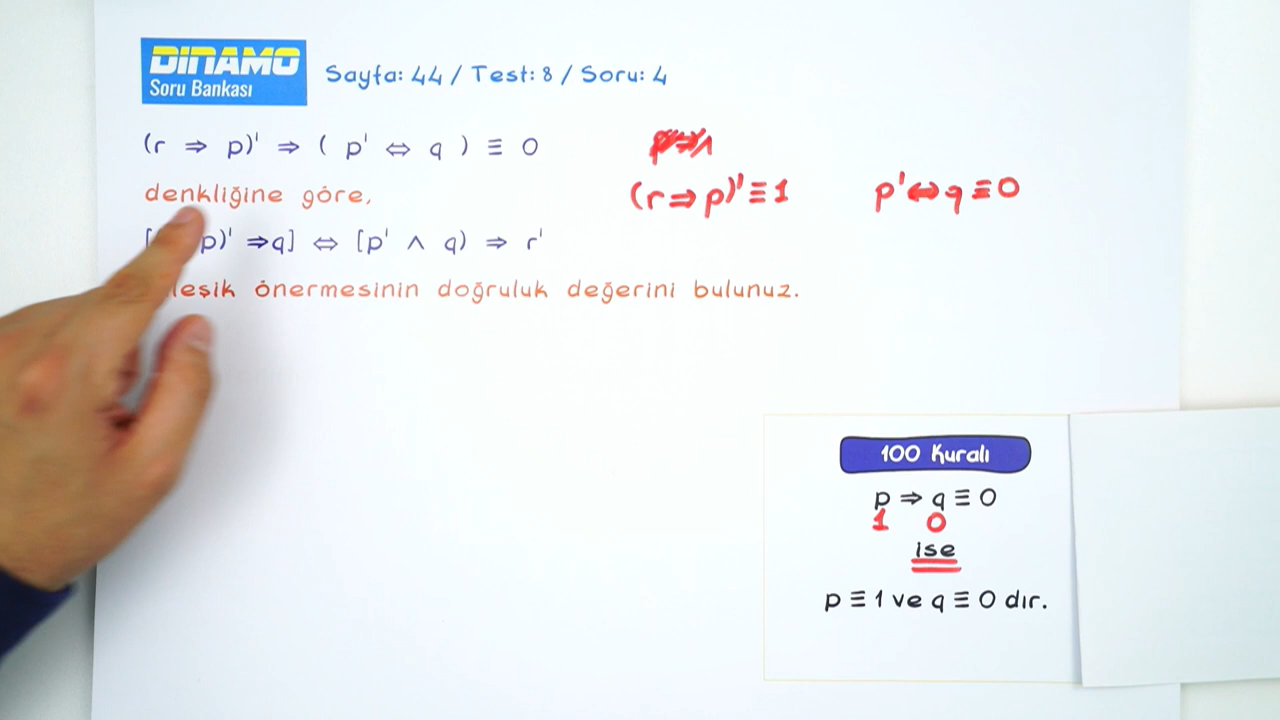 DINAMO
Soru Bankası
Sayfa: 44 / Test: 8 / Soru: 4
(r ⇒ p)' ⇒ ( p' ⇔ q ) ≡ 0
denkliğine göre,
[ p)' ⇒q] ⇔ [p' ∧ q) ⇒ r'
önermesinin doğruluk değerini bulunuz.
(r⇒p)'≡1
p'⇔q≡0
100 Kuralı
p ⇒ q ≡ 0
1 0
ise
p ≡ 1 ve q ≡ 0 dır.